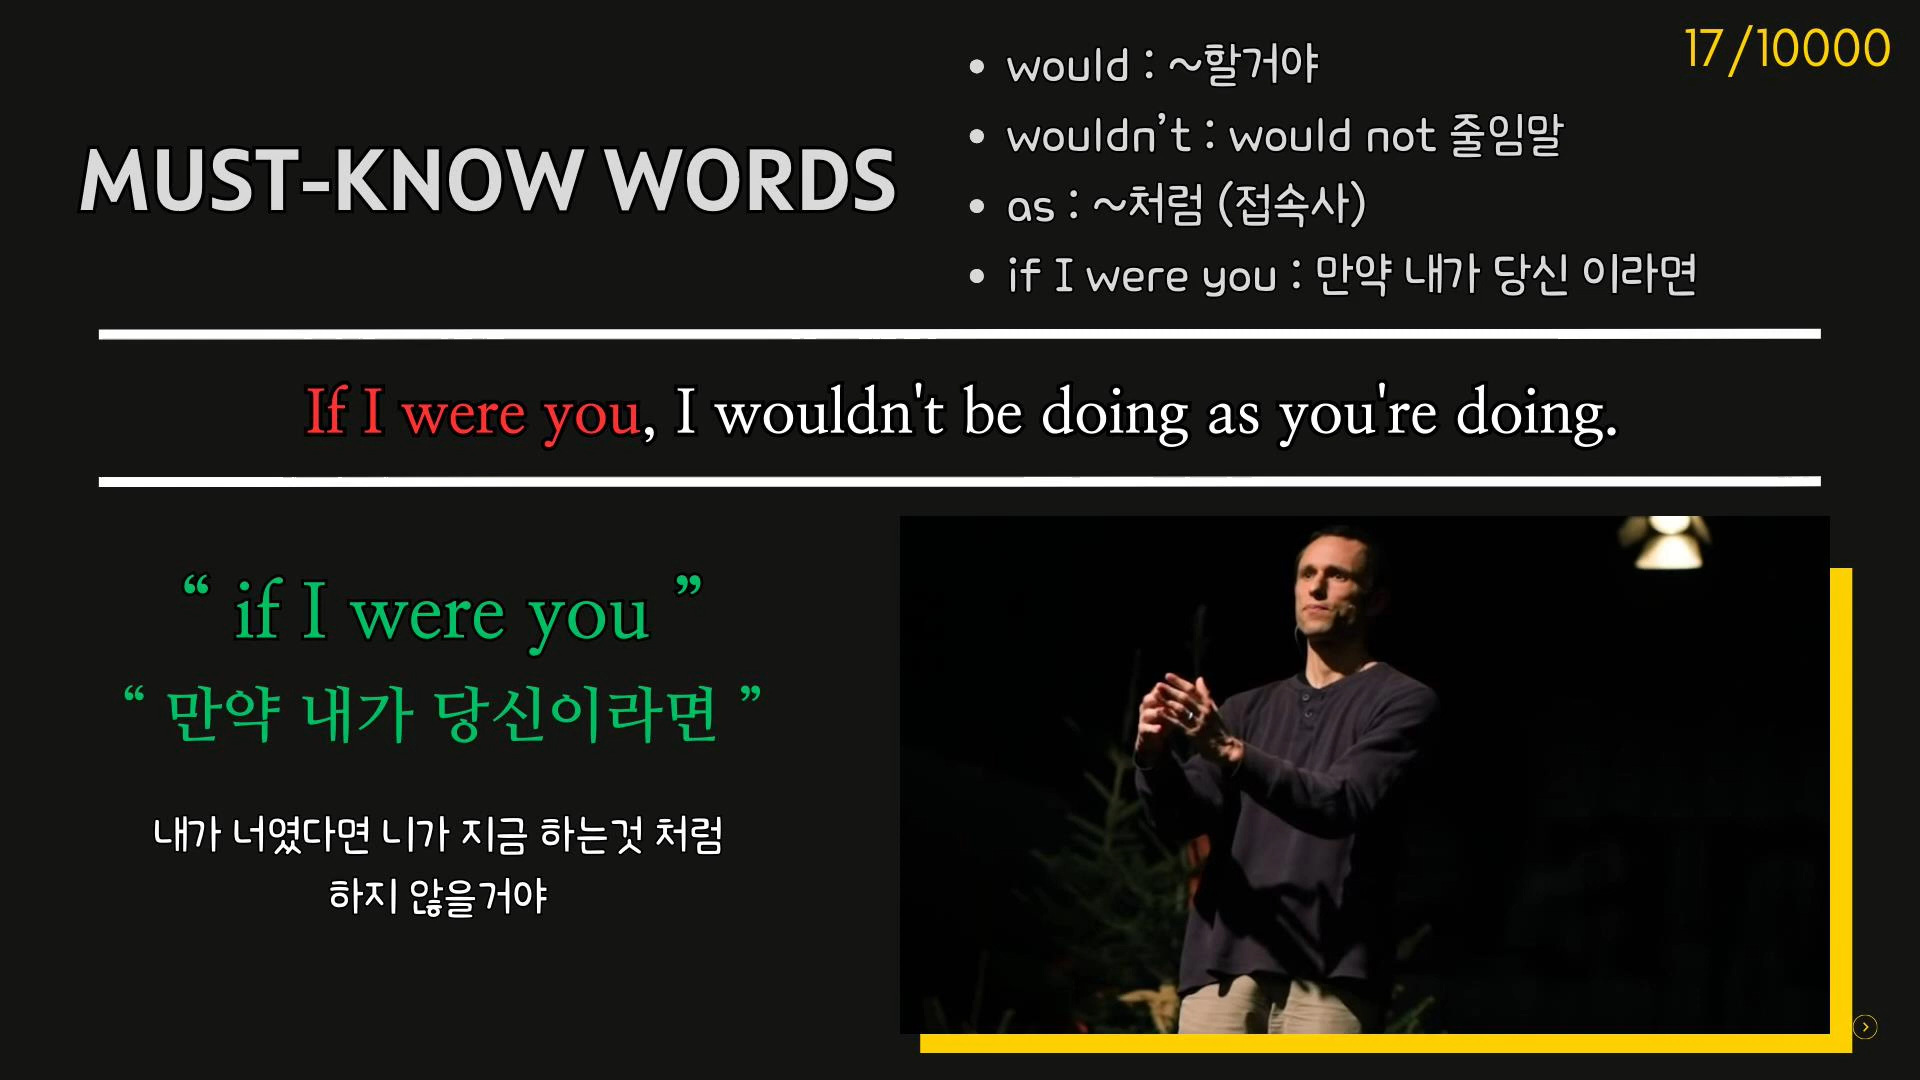 17/10000
MUST-KNOW WORDS
• would : ~할거야
• wouldn’t : would not 줄임말
• as : ~처럼 (접속사)
• if I were you : 만약 내가 당신 이라면
If I were you, I wouldn't be doing as you're doing.
“ if I were you ”
“ 만약 내가 당신이라면 ”
내가 너였다면 니가 지금 하는것 처럼
하지 않을거야